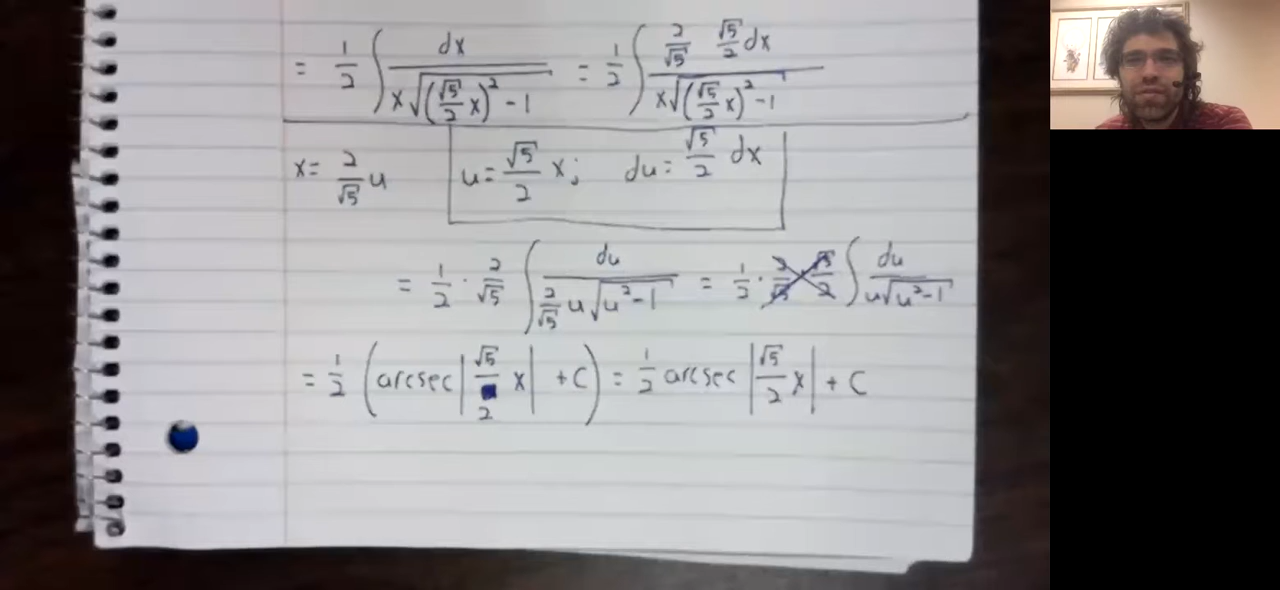 = 1/2 ∫ dx / (x√((√5/2 x)² - 1)) = 1/2 ∫ (2/√5 √5/2 dx) / (x√((√5/2 x)² - 1))
x = 2/√5 u u = √5/2 x; du = √5/2 dx
= 1/2 · 2/√5 ∫ du / (2/√5 u√(u² - 1)) = 1/2 · 2/√5 · √5/2 ∫ du / (u√(u² - 1))
= 1/2 (arcsec |√5/2 x| + C) = 1/2 arcsec |√5/2 x| + C